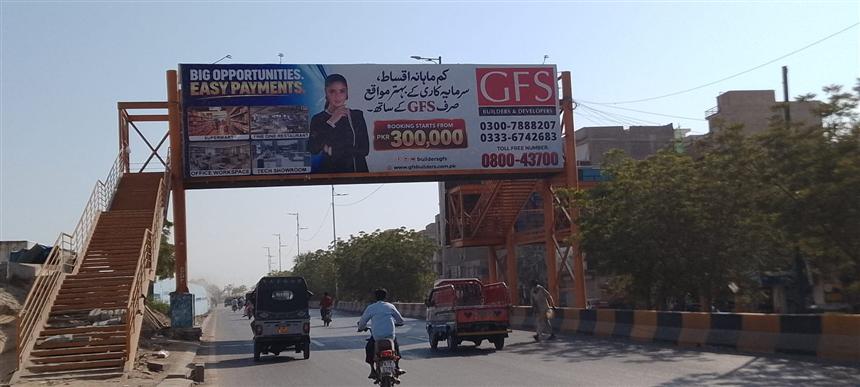 BIG OPPORTUNITIES.
EASY PAYMENTS.
SUPERMART
FINE DINE RESTAURANT
OFFICE WORKSPACE
TECH SHOWROOM
کم ماہانہ اقساط،
سرمایہ کاری کے بہتر مواقع
صرف GFS کے ساتھ۔
BOOKING STARTS FROM
PKR 300,000
buildersgfs
www.gfsbuilders.com.pk
GFS
BUILDERS & DEVELOPERS
0300-7888207
0333-6742683
TOLL FREE NUMBER.
0800-43700